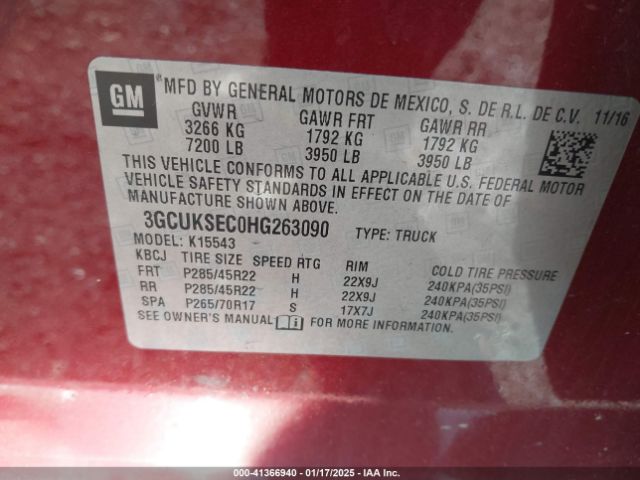 GM
®MFD BY GENERAL MOTORS DE MEXICO, S. DE R.L. DE C.V. 11/16
GVWR GAWR FRT GAWR RR
3266 KG 1792 KG 1792 KG
7200 LB 3950 LB 3950 LB
THIS VEHICLE CONFORMS TO ALL APPLICABLE U.S. FEDERAL MOTOR
VEHICLE SAFETY STANDARDS IN EFFECT ON THE DATE OF
MANUFACTURE SHOWN ABOVE.
3GCUKSEC0HG263090 TYPE: TRUCK
MODEL: K15543
KBCJ TIRE SIZE SPEED RTG RIM COLD TIRE PRESSURE
FRT P285/45R22 H 22X9J 240KPA(35PSI)
RR P285/45R22 H 22X9J 240KPA(35PSI)
SPA P265/70R17 S 17X7J 240KPA(35PSI)
SEE OWNER'S MANUAL i FOR MORE INFORMATION.
000-41366940 - 01/17/2025 - IAA Inc.